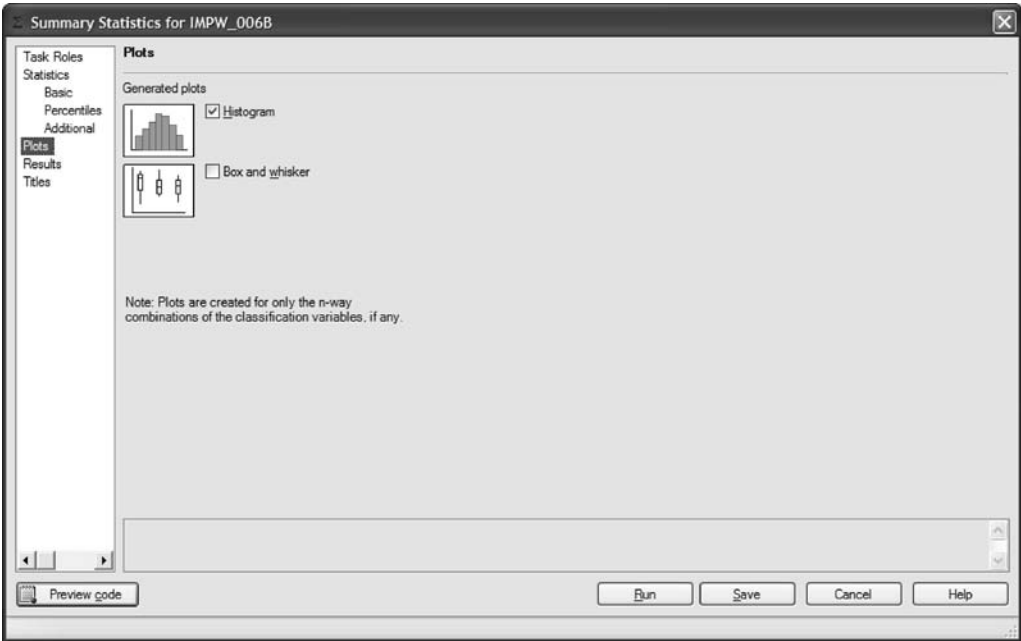 Summary Statistics for IMPW_006B
Task Roles
Statistics
Basic
Percentiles
Additional
Plots
Results
Titles
Plots
Generated plots
Histogram
Box and whisker
Note: Plots are created for only the n-way
combinations of the classification variables, if any.
Preview code
Run
Save
Cancel
Help